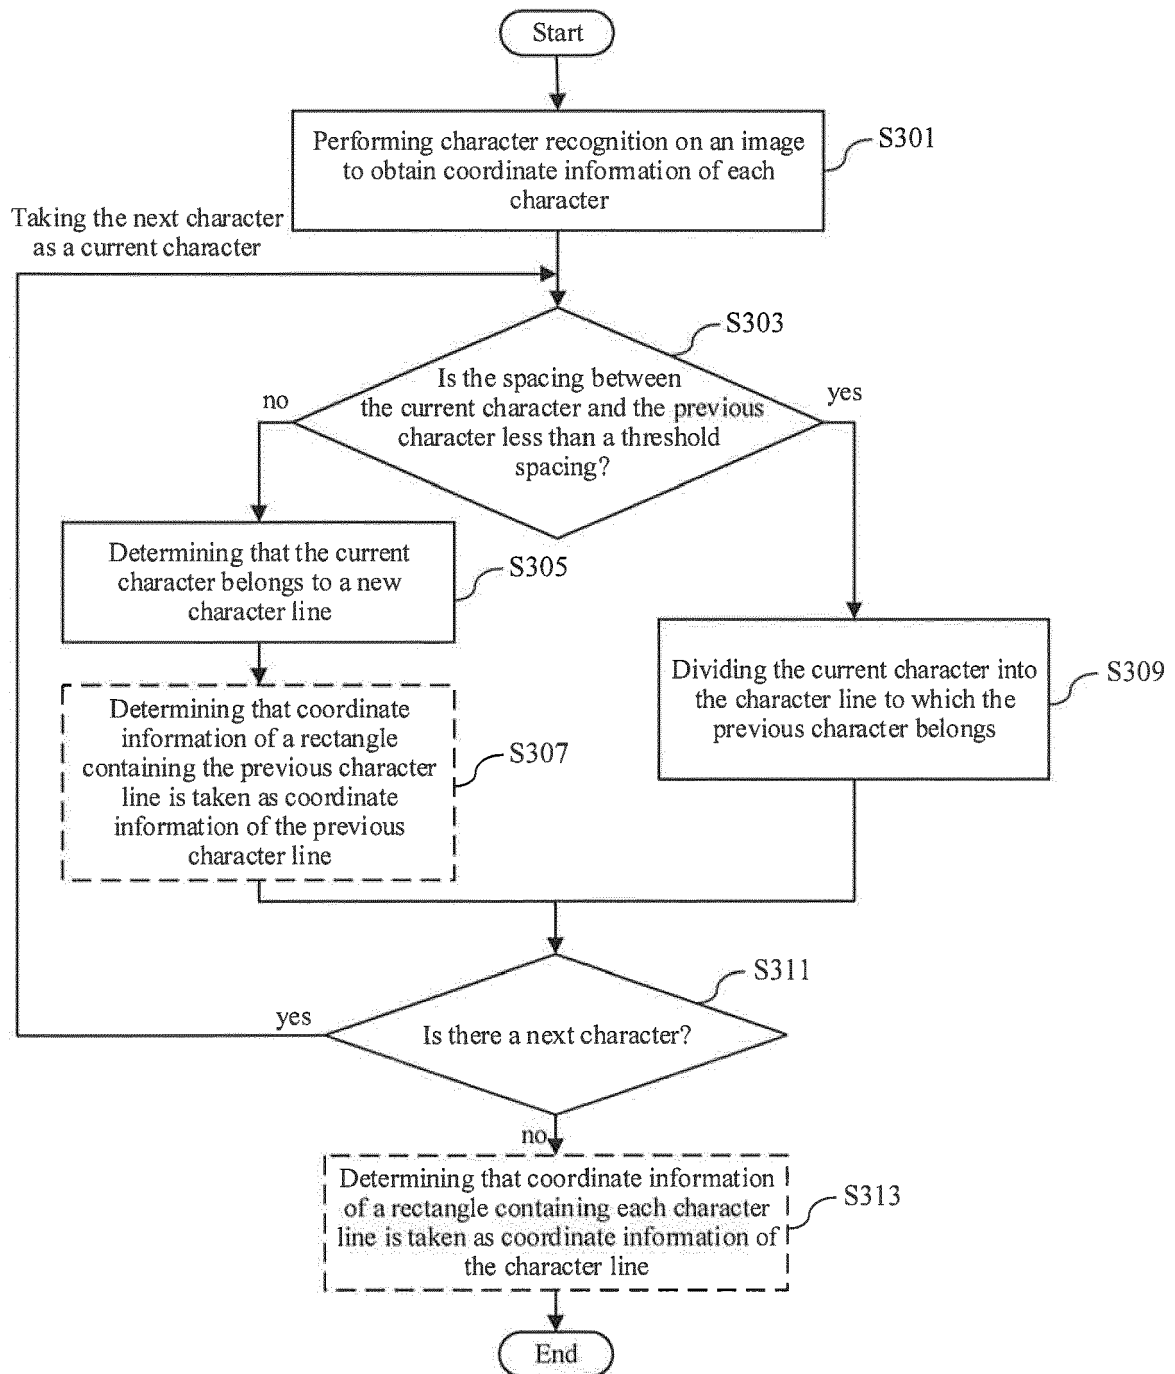 Start
Performing character recognition on an image
to obtain coordinate information of each
character
S301
Taking the next character
as a current character
S303
Is the spacing between
the current character and the previous
character less than a threshold
spacing?
no
yes
Determining that the current
character belongs to a new
character line
S305
Dividing the current character into
the character line to which the
previous character belongs
S309
Determining that coordinate
information of a rectangle
containing the previous character
line is taken as coordinate
information of the previous
character line
S307
S311
Is there a next character?
yes
no
Determining that coordinate information
of a rectangle containing each character
line is taken as coordinate information of
the character line
S313
End